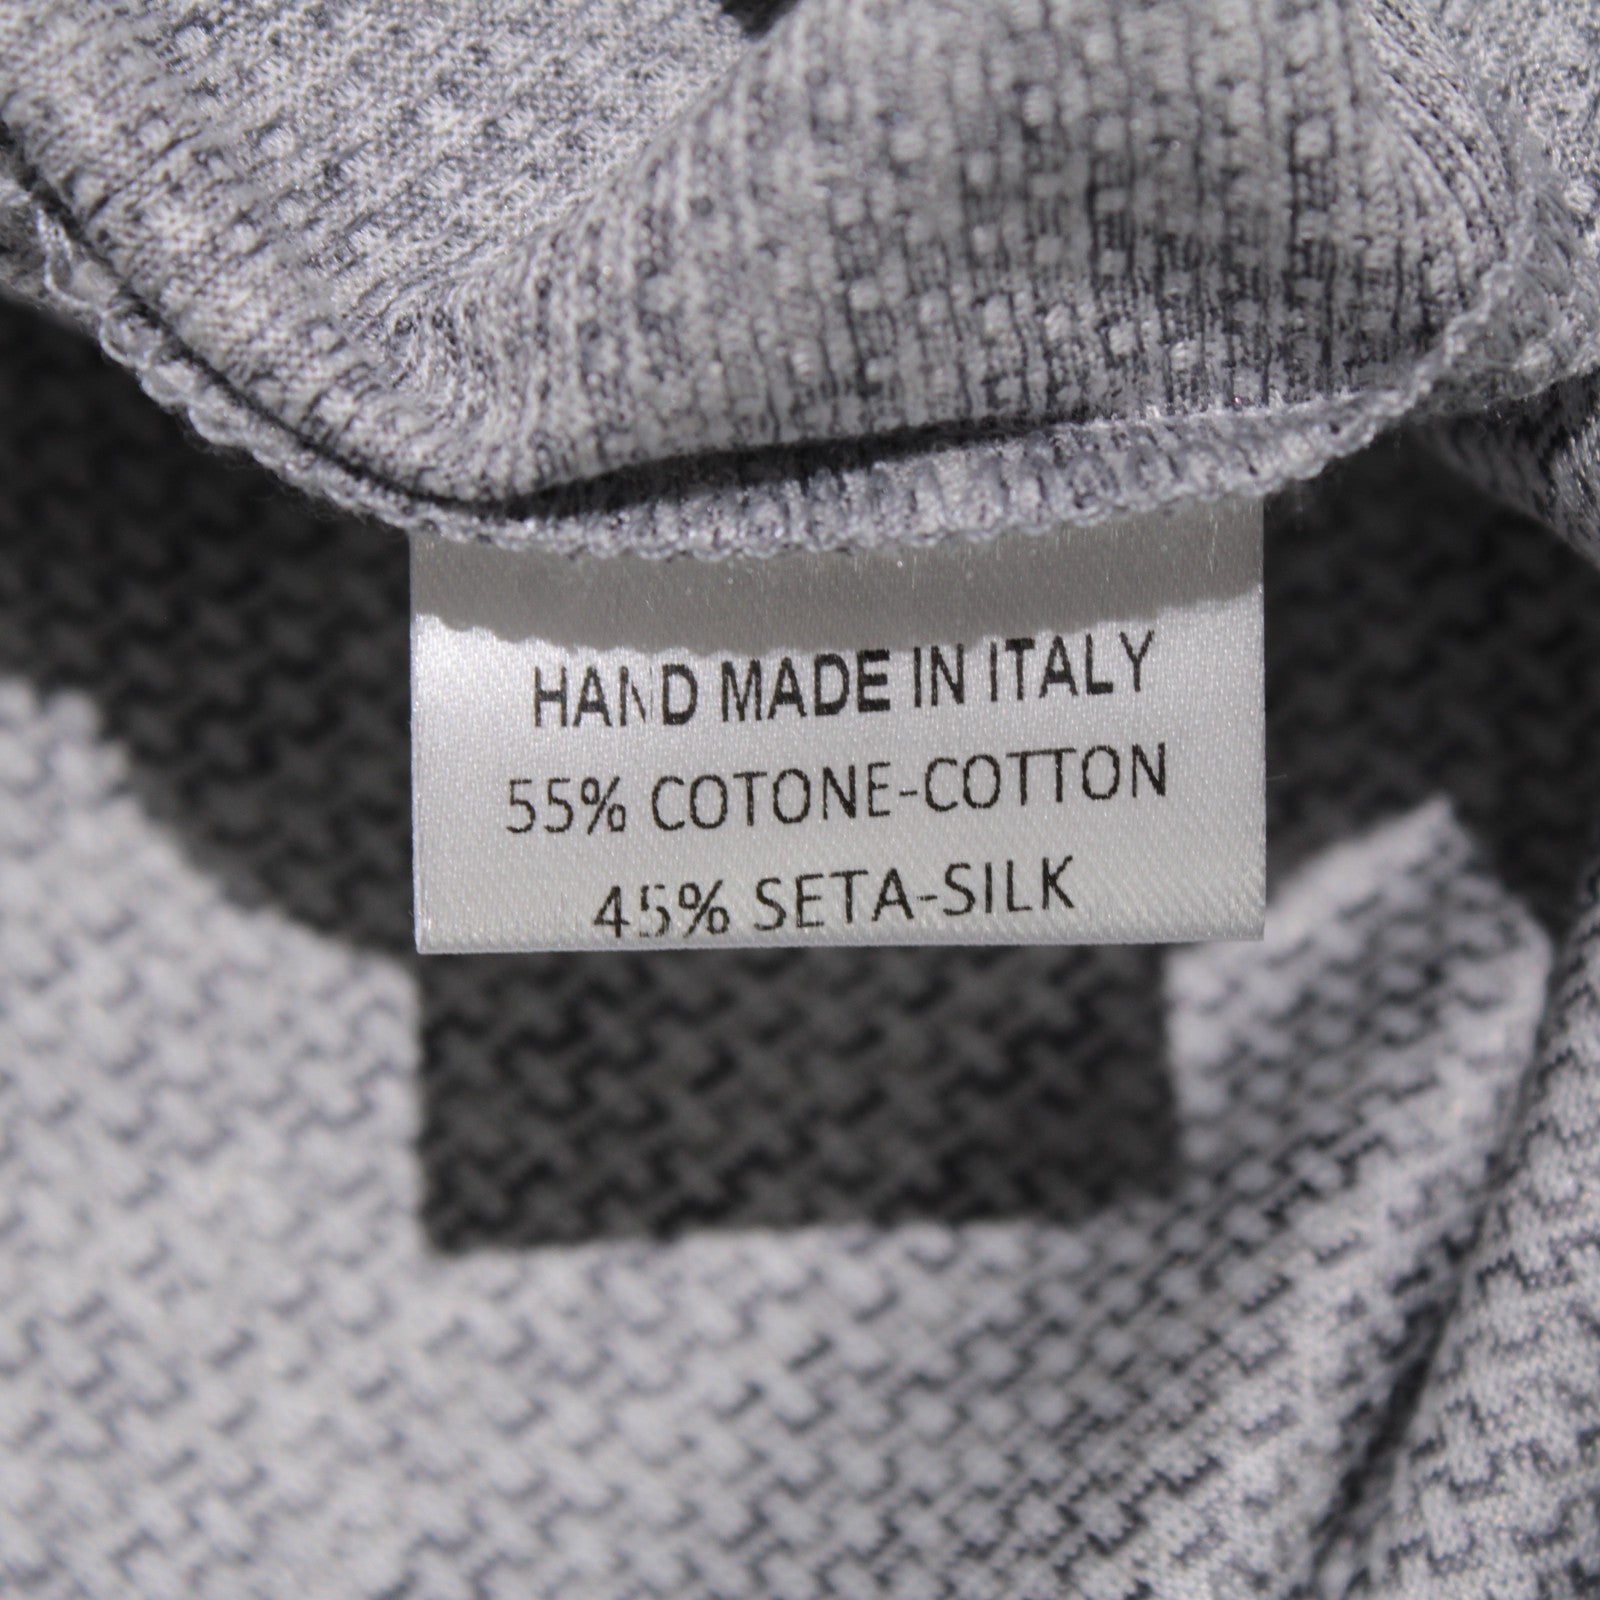 HAND MADE IN ITALY
55% COTONE-COTTON
45% SETA-SILK